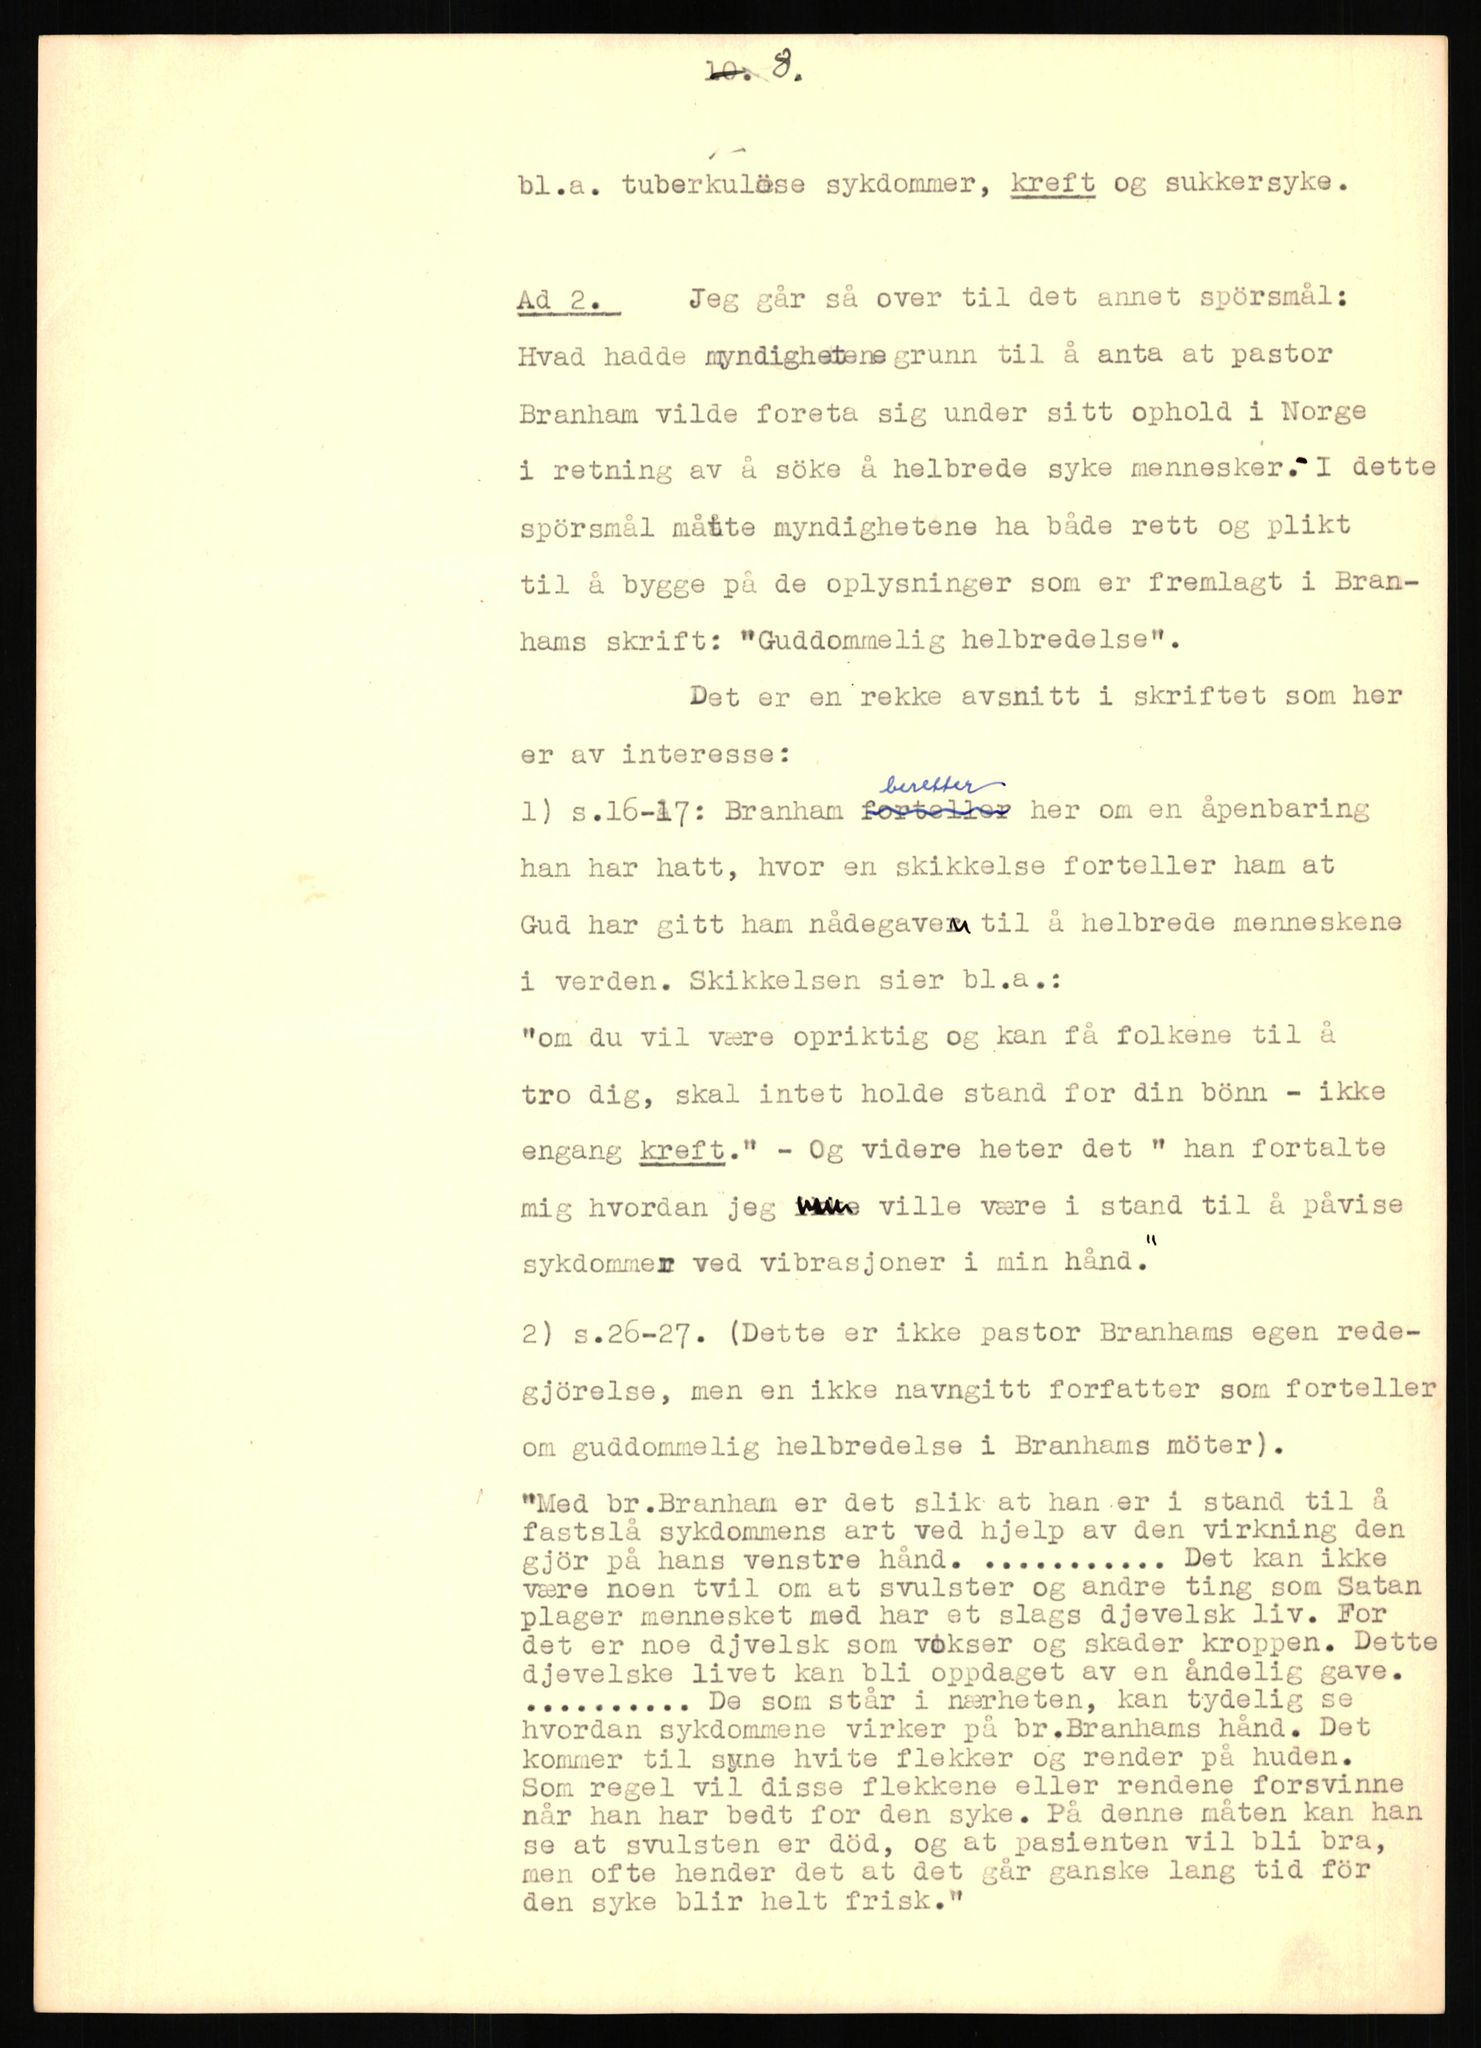 10. 8.
bl.a. tuberkulöse sykdommer, kreft og sukkersyke.
Ad 2. Jeg går så over til det annet spörsmål:
Hvad hadde myndighetene grunn til å anta at pastor
Branham vilde foreta sig under sitt ophold i Norge
i retning av å söke å helbrede syke mennesker.- I dette
spörsmål måtte myndighetene ha både rett og plikt
til å bygge på de oplysninger som er fremlagt i Bran-
hams skrift: "Guddommelig helbredelse".
Det er en rekke avsnitt i skriftet som her
er av interesse:
beretter
1) s.16-17: Branham forteller her om en åpenbaring
han har hatt, hvor en skikkelse forteller ham at
Gud har gitt ham nådegaven til å helbrede menneskene
i verden. Skikkelsen sier bl.a.:
"om du vil være opriktig og kan få folkene til å
tro dig, skal intet holde stand for din bönn - ikke
engang kreft." - Og videre heter det " han fortalte
mig hvordan jeg ville være i stand til å påvise
sykdommer ved vibrasjoner i min hånd."
2) s.26-27. (Dette er ikke pastor Branhams egen rede-
gjörelse, men en ikke navngitt forfatter som forteller
om guddommelig helbredelse i Branhams möter).
"Med br.Branham er det slik at han er i stand til å
fastslå sykdommens art ved hjelp av den virkning den
gjör på hans venstre hånd. ........... Det kan ikke
være noen tvil om at svulster og andre ting som Satan
plager mennesket med har et slags djevelsk liv. For
det er noe djvelsk som vokser og skader kroppen. Dette
djevelske livet kan bli oppdaget av en åndelig gave.
.......... De som står i nærheten, kan tydelig se
hvordan sykdommene virker på br.Branhams hånd. Det
kommer til syne hvite flekker og render på huden.
Som regel vil disse flekkene eller rendene forsvinne
når han har bedt for den syke. På denne måten kan han
se at svulsten er död, og at pasienten vil bli bra,
men ofte hender det at det går ganske lang tid för
den syke blir helt frisk."